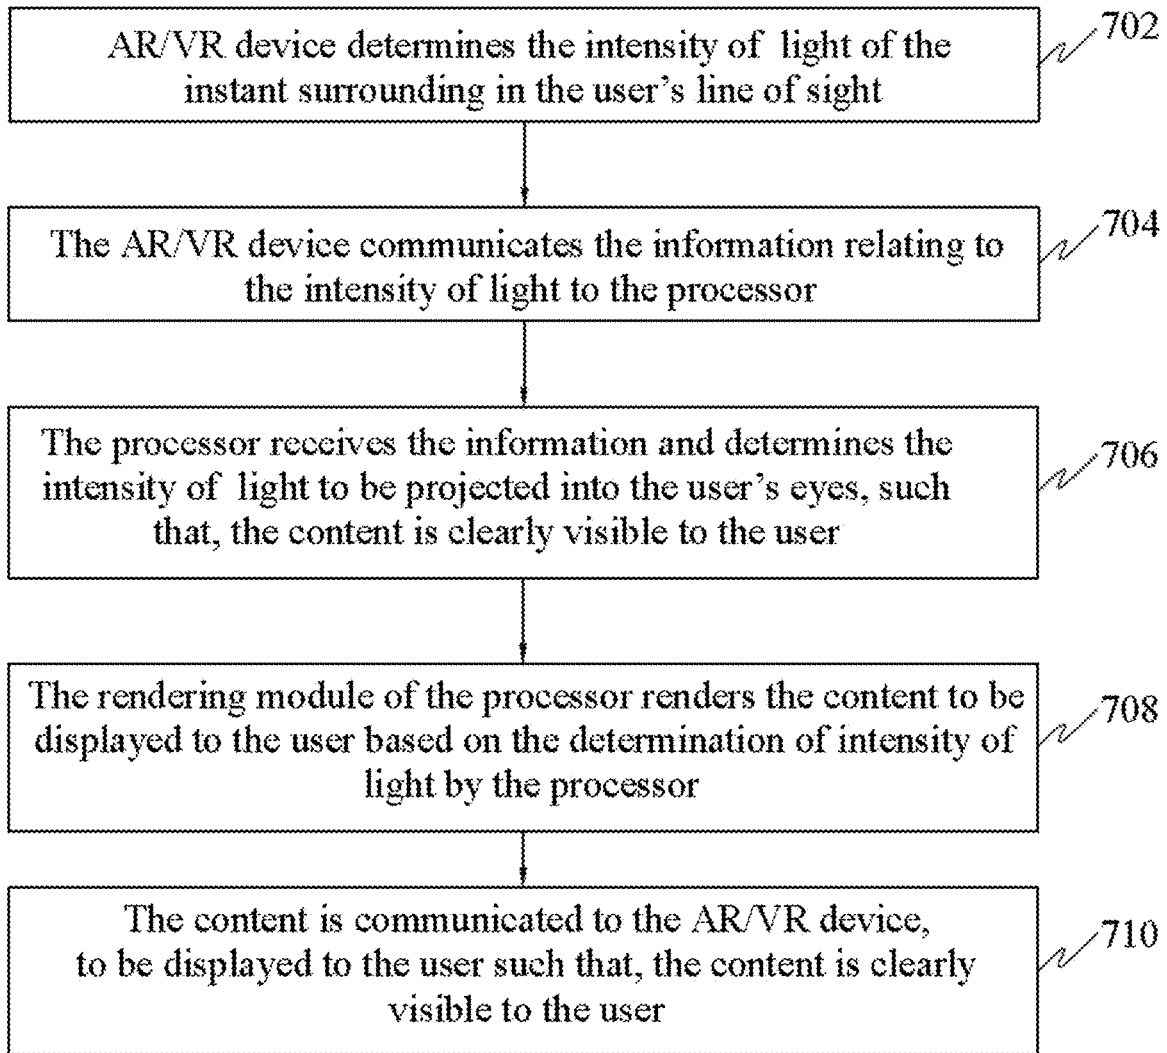 AR/VR device determines the intensity of light of the
instant surrounding in the user's line of sight
702
The AR/VR device communicates the information relating to
the intensity of light to the processor
704
The processor receives the information and determines the
intensity of light to be projected into the user's eyes, such
that, the content is clearly visible to the user
706
The rendering module of the processor renders the content to be
displayed to the user based on the determination of intensity of
light by the processor
708
The content is communicated to the AR/VR device,
to be displayed to the user such that, the content is clearly
visible to the user
710